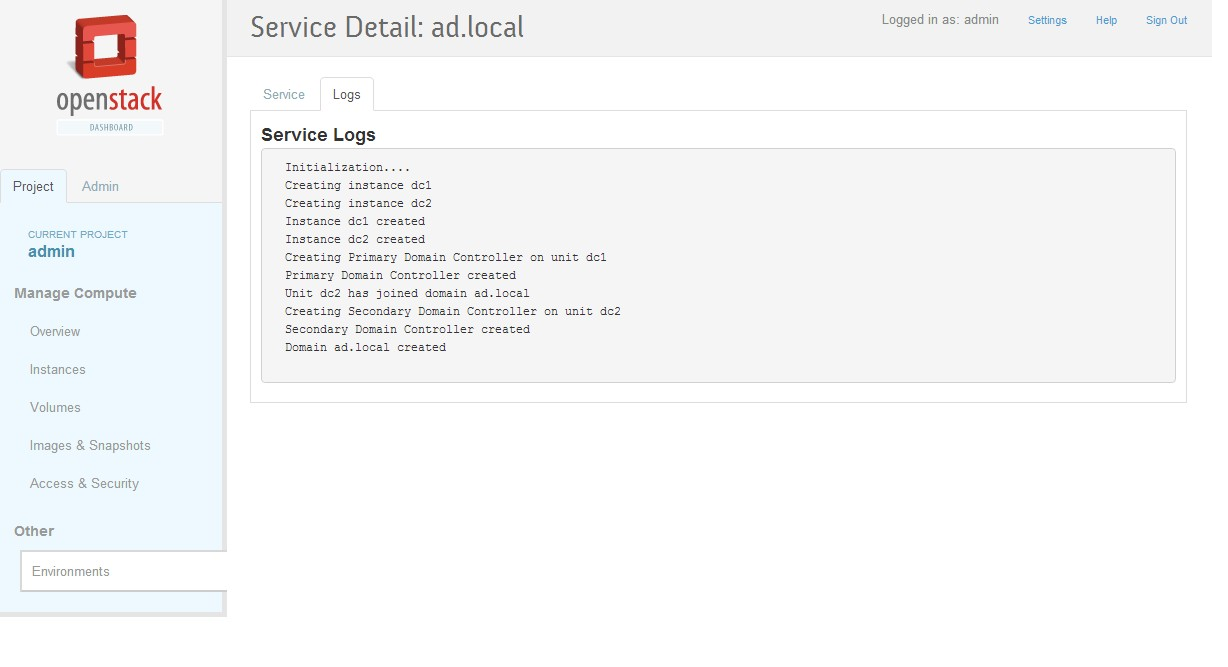 openstack
DASHBOARD
Project Admin
CURRENT PROJECT
admin
Manage Compute
Overview
Instances
Volumes
Images & Snapshots
Access & Security
Other
Environments
Service Detail: ad.local
Logged in as: admin Settings Help Sign Out
Service Logs
Service Logs
Initialization....
Creating instance dc1
Creating instance dc2
Instance dc1 created
Instance dc2 created
Creating Primary Domain Controller on unit dc1
Primary Domain Controller created
Unit dc2 has joined domain ad.local
Creating Secondary Domain Controller on unit dc2
Secondary Domain Controller created
Domain ad.local created